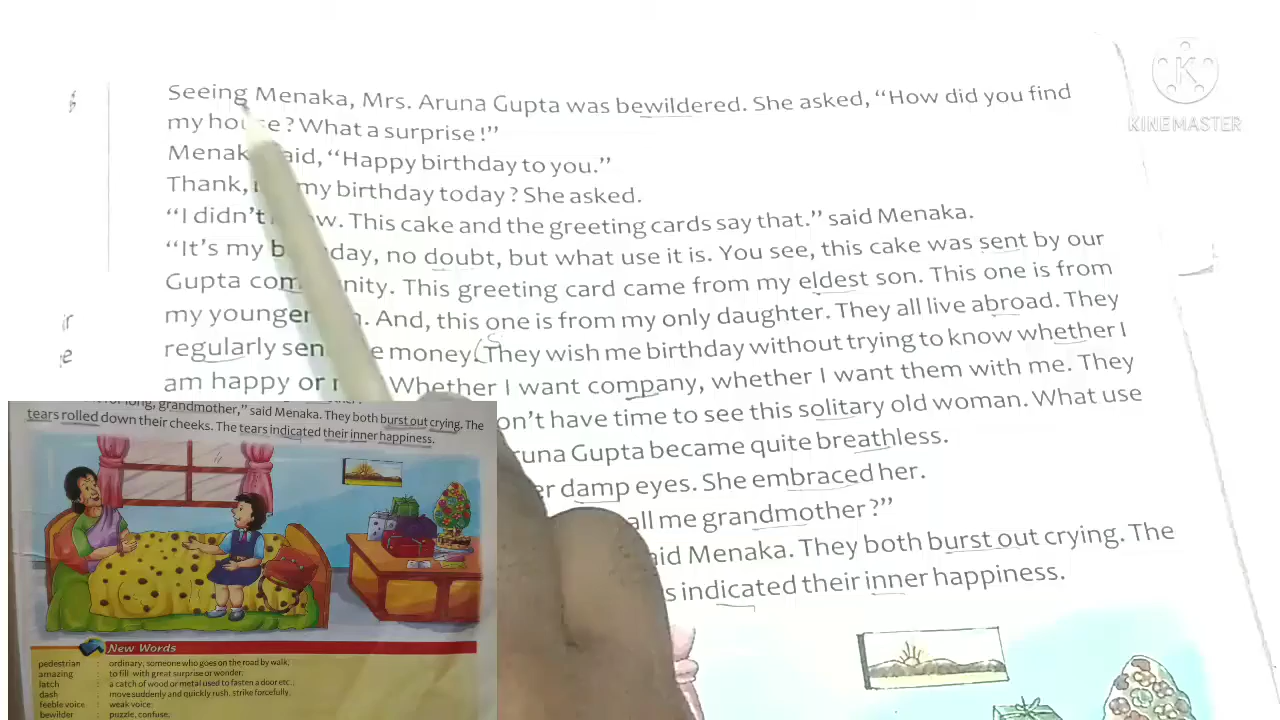 Seeing Menaka, Mrs. Aruna Gupta was bewildered. She asked, “How did you find
my house? What a surprise!”
Menaka said, “Happy birthday to you.”
Thank, my birthday today? She asked.
“I didn't know. This cake and the greeting cards say that.” said Menaka.
“It's my birthday, no doubt, but what use it is. You see, this cake was sent by our
Gupta community. This greeting card came from my eldest son. This one is from
my younger And, this one is from my only daughter. They all live abroad. They
regularly money. They wish me birthday without trying to know whether I
am happy or Whether I want company, whether I want them with me. They
don't have time to see this solitary old woman. What use
Aruna Gupta became quite breathless.
damp eyes. She embraced her.
call me grandmother?”
said Menaka. They both burst out crying. The
indicated their inner happiness.
KINEMASTER
long, grandmother,” said Menaka. They both burst out crying. The
tears rolled down their cheeks. The tears indicated their inner happiness.
New Words
pedestrian : ordinary, someone who goes on the road by walk;
amazing : to fill with great surprise or wonder;
latch : a catch of wood or metal used to fasten a door etc.;
dash : move suddenly and quickly rush, strike forcefully,
feeble voice : weak voice;
bewilder : puzzle, confuse;